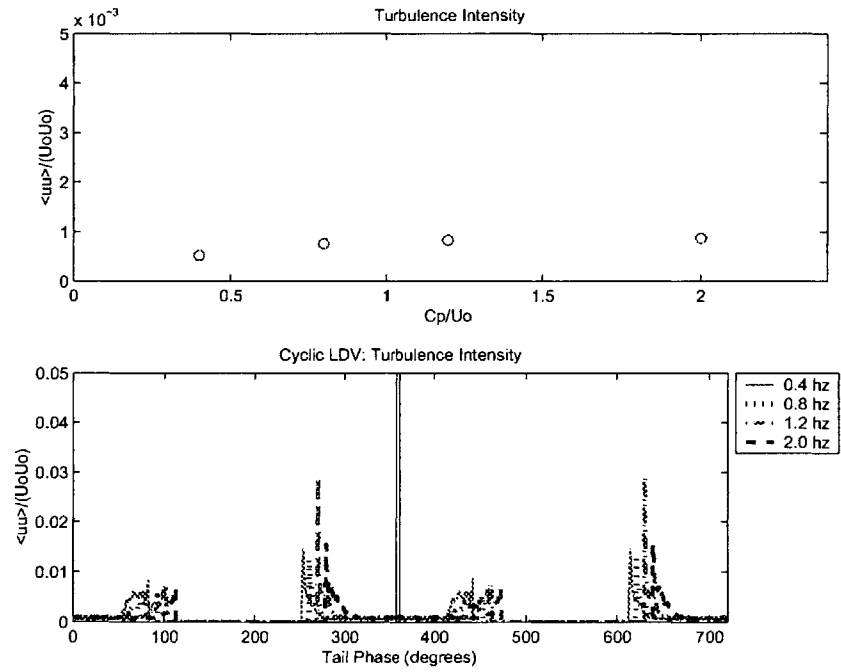 Turbulence Intensity
x 10⁻³
5
4
3
2
1
0
<uu>/(UoUo)
0 0.5 1 1.5 2
Cp/Uo
Cyclic LDV: Turbulence Intensity
0.05
0.04
0.03
0.02
0.01
0
<uu>/(UoUo)
0 100 200 300 400 500 600 700
Tail Phase (degrees)
0.4 hz
0.8 hz
1.2 hz
2.0 hz